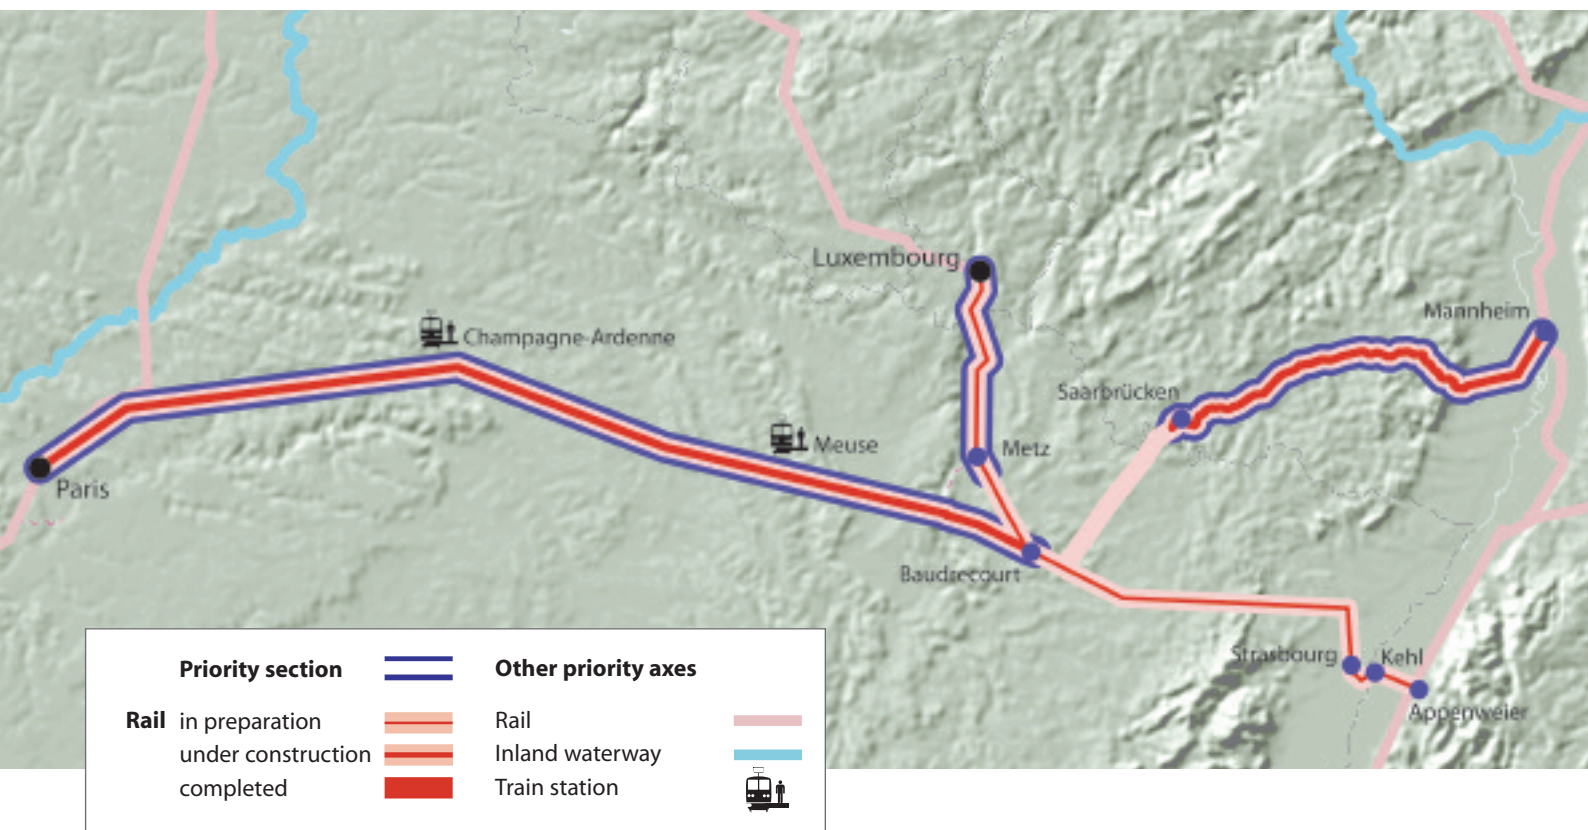 Luxembourg
Mannheim
Champagne-Ardenne
Saarbrücken
Meuse
Metz
Paris
Baudrecourt
Strasbourg
Kehl
Appenweier
Priority section
Other priority axes
Rail in preparation
Rail
under construction
Inland waterway
completed
Train station